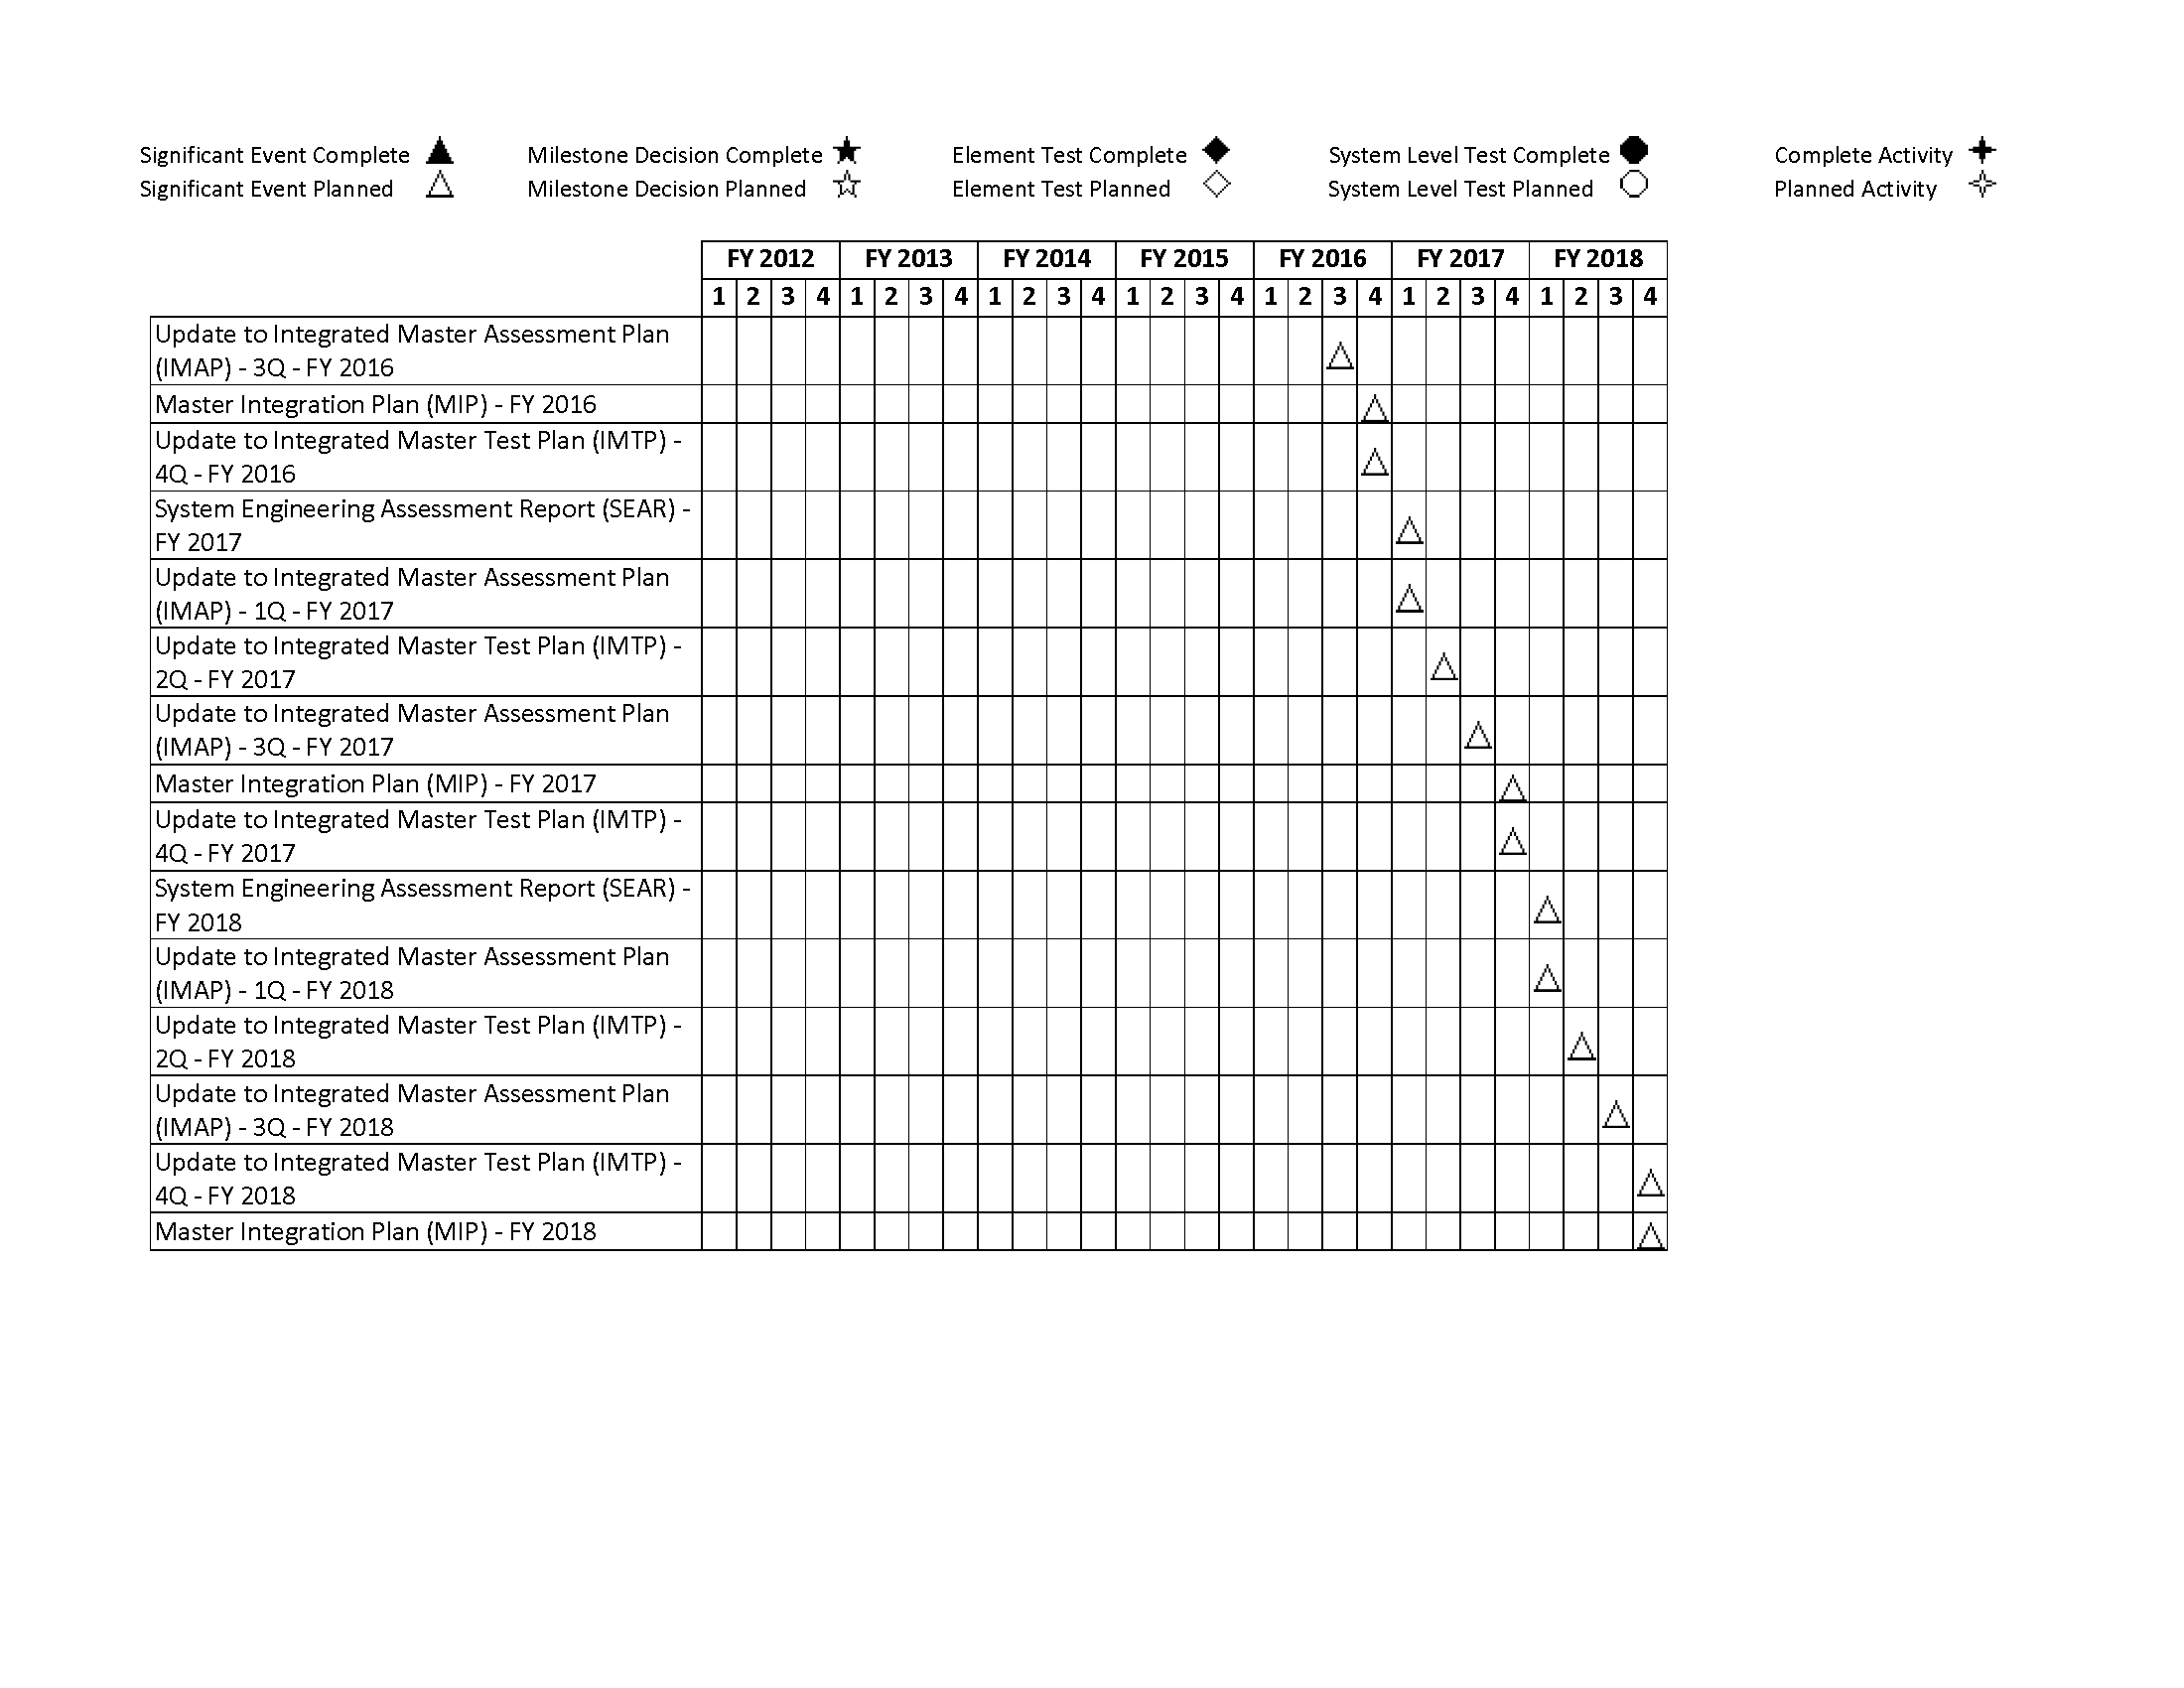 Significant Event Complete Milestone Decision Complete Element Test Complete System Level Test Complete Complete Activity
Significant Event Planned Milestone Decision Planned Element Test Planned System Level Test Planned Planned Activity
FY 2012 FY 2013 FY 2014 FY 2015 FY 2016 FY 2017 FY 2018
1 2 3 4 1 2 3 4 1 2 3 4 1 2 3 4 1 2 3 4 1 2 3 4 1 2 3 4
Update to Integrated Master Assessment Plan
(IMAP) - 3Q - FY 2016
Master Integration Plan (MIP) - FY 2016
Update to Integrated Master Test Plan (IMTP) -
4Q - FY 2016
System Engineering Assessment Report (SEAR) -
FY 2017
Update to Integrated Master Assessment Plan
(IMAP) - 1Q - FY 2017
Update to Integrated Master Test Plan (IMTP) -
2Q - FY 2017
Update to Integrated Master Assessment Plan
(IMAP) - 3Q - FY 2017
Master Integration Plan (MIP) - FY 2017
Update to Integrated Master Test Plan (IMTP) -
4Q - FY 2017
System Engineering Assessment Report (SEAR) -
FY 2018
Update to Integrated Master Assessment Plan
(IMAP) - 1Q - FY 2018
Update to Integrated Master Test Plan (IMTP) -
2Q - FY 2018
Update to Integrated Master Assessment Plan
(IMAP) - 3Q - FY 2018
Update to Integrated Master Test Plan (IMTP) -
4Q - FY 2018
Master Integration Plan (MIP) - FY 2018